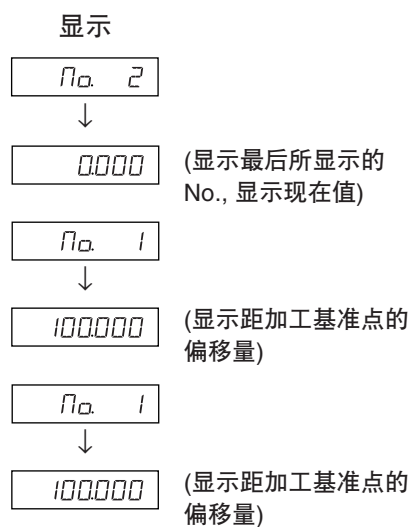 显示
No. 2
↓
0.000
(显示最后所显示的
No., 显示现在值)
No. 1
↓
100.000
(显示距加工基准点的
偏移量)
No. 1
↓
100.000
(显示距加工基准点的
偏移量)